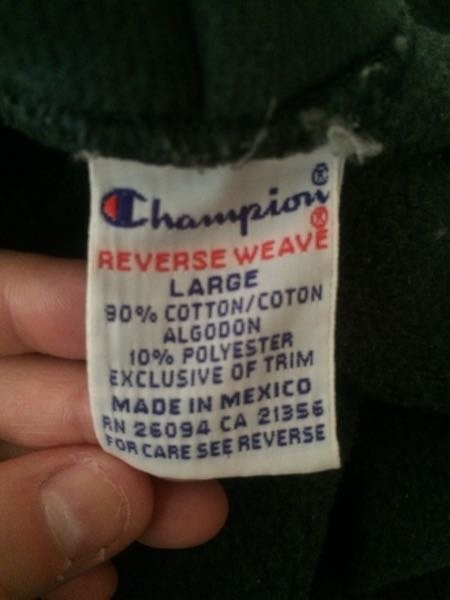 Champion®
REVERSE WEAVE®
LARGE
90% COTTON/COTON
ALGODON
10% POLYESTER
EXCLUSIVE OF TRIM
MADE IN MEXICO
RN 26094 CA 21356
FOR CARE SEE REVERSE